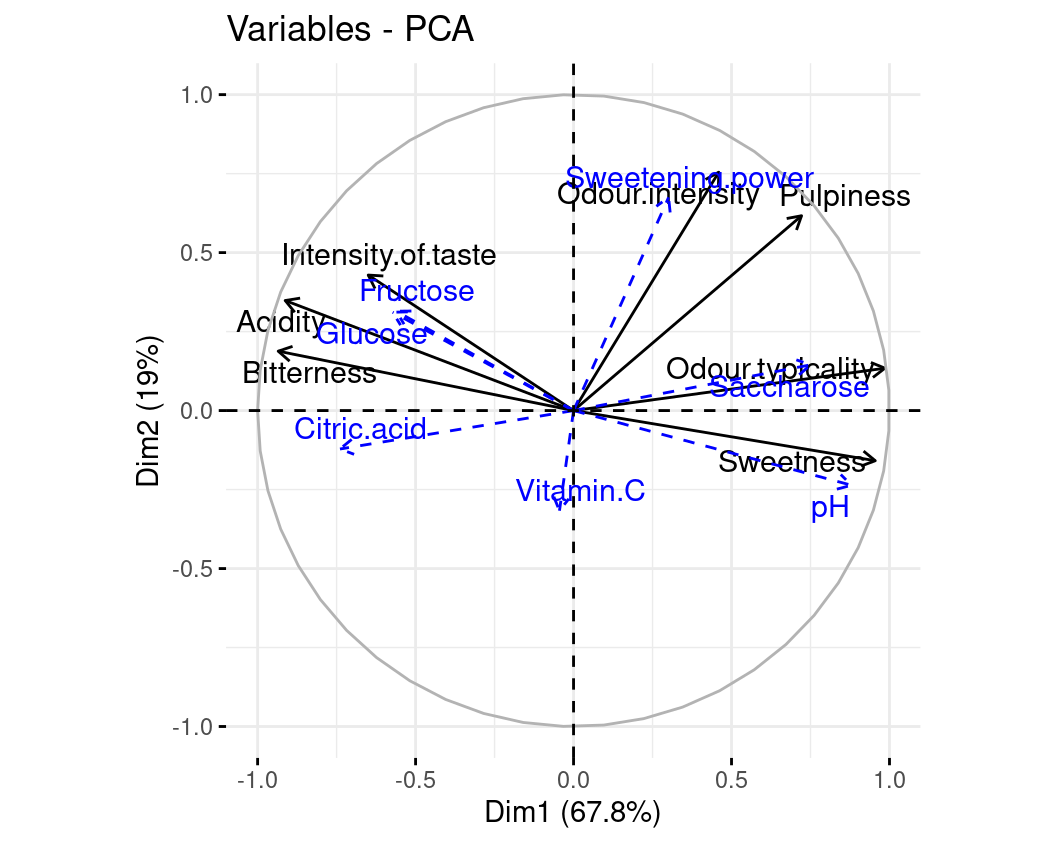 Variables - PCA
1.0
Sweetening.power
Odour.intensity
Pulpiness
0.5
Intensity.of.taste
Fructose
Acidity
Glucose
Odour.typicality
Bitterness
Saccharose
0.0
Citric.acid
Sweetness
Vitamin.C
pH
-0.5
-1.0
Dim2 (19%)
-1.0 -0.5 0.0 0.5 1.0
Dim1 (67.8%)